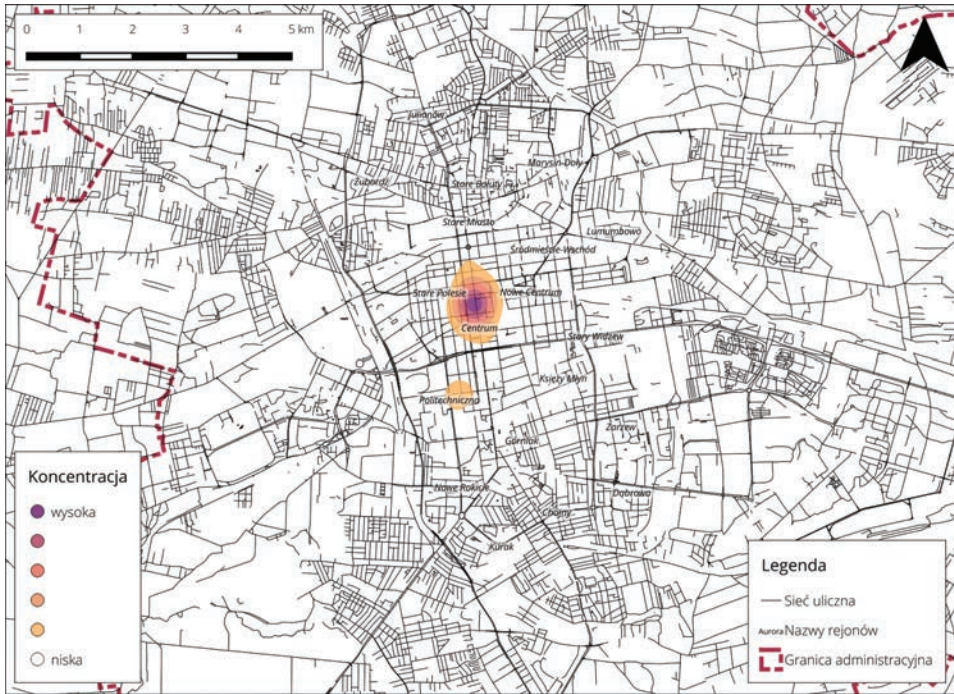 0 1 2 3 4 5 km
Julianów
Marysin-Doły
Żubardź
Stare Bałuty
Stare Miasto
Lumumbowo
Śródmieście-Wschód
Stare Polesie
Nowe Centrum
Centrum
Stary Widzew
Księży Młyn
Politechniczna
Górniak
Zarzew
Nowe Rokicie
Dąbrowa
Chojny
Kurak
Koncentracja
wysoka
niska
Legenda
Sieć uliczna
Aurora Nazwy rejonów
Granica administracyjna